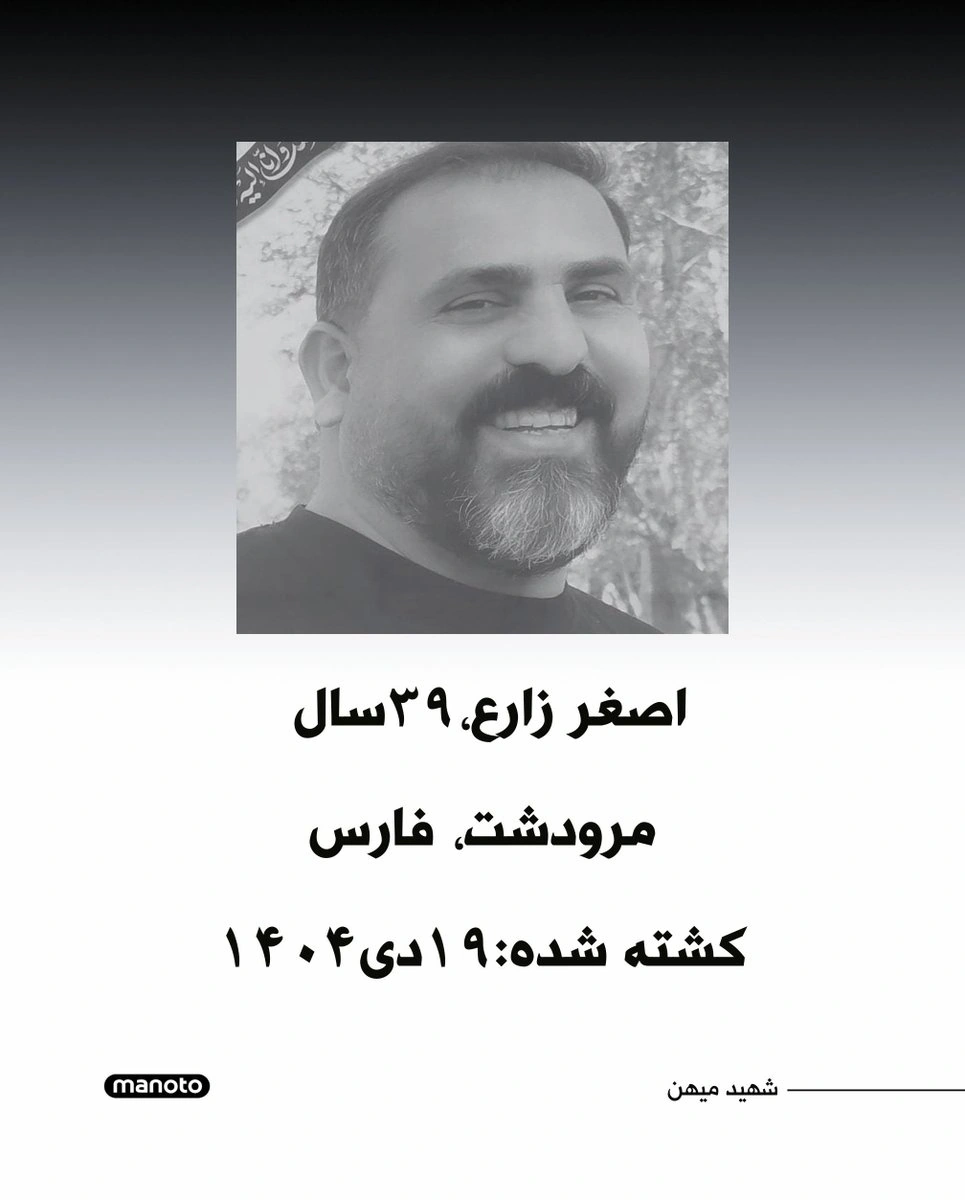 اصغر زارع،۳۹سال
مرودشت، فارس
کشته شده:۱۹دی۱۴۰۴
شهید میهن
manoto